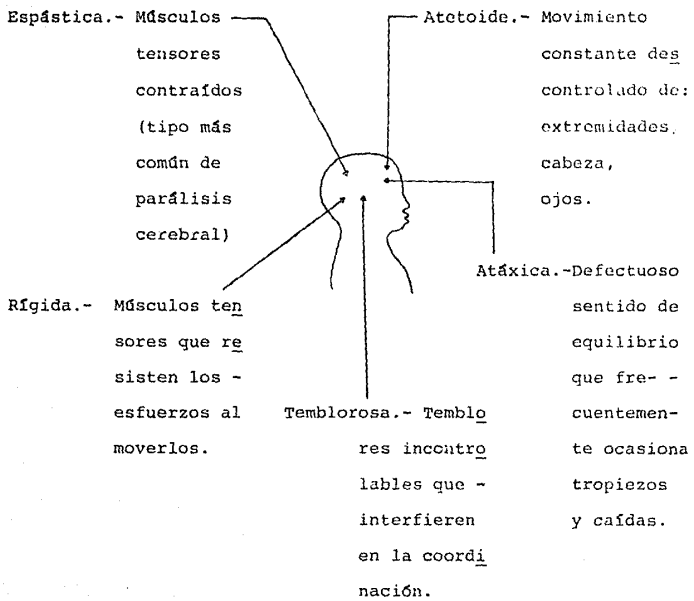 Espástica.- Músculos
tensores
contraídos
(tipo más
común de
parálisis
cerebral)
Atetoide.- Movimiento
constante des
controlado de:
extremidades,
cabeza,
ojos.
Rígida.- Músculos ten
sores que re
sisten los -
esfuerzos al
moverlos.
Temblorosa.- Temblo
res incontro
lables que -
interfieren
en la coordi
nación.
Atáxica.-Defectuoso
sentido de
equilibrio
que fre- -
cuentemen-
te ocasiona
tropiezos
y caídas.